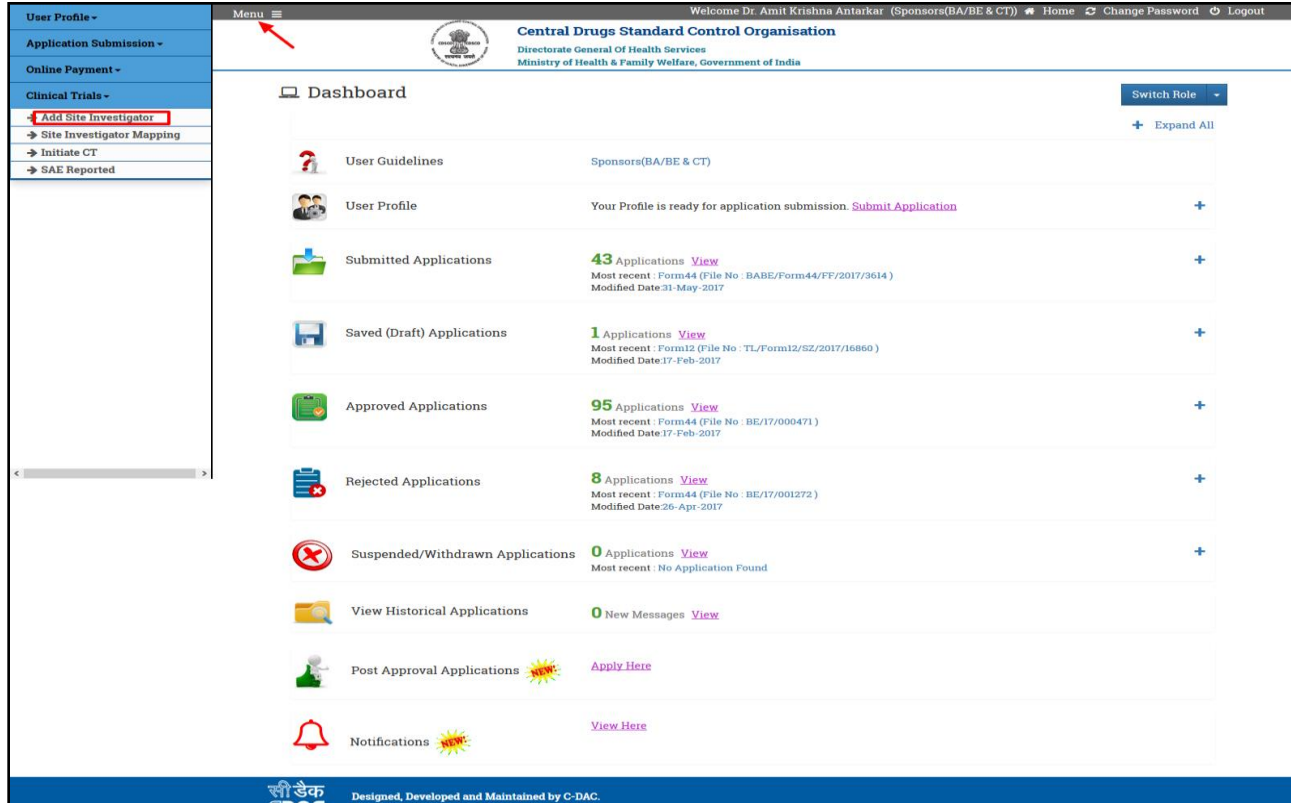 User Profile
Application Submission
Online Payment
Clinical Trials
Add Site Investigator
Site Investigator Mapping
Initiate CT
SAE Reported
Menu
Welcome Dr. Amit Krishna Antarkar (Sponsors(BA/BE & CT)) Home Change Password Logout
Central Drugs Standard Control Organisation
Directorate General Of Health Services
Ministry of Health & Family Welfare, Government of India
Dashboard
Switch Role
+ Expand All
User Guidelines Sponsors(BA/BE & CT)
User Profile Your Profile is ready for application submission. Submit Application +
Submitted Applications 43 Applications View +
Most recent : Form44 (File No : BABE/Form44/FF/2017/3614 )
Modified Date:31-May-2017
Saved (Draft) Applications 1 Applications View +
Most recent : Form12 (File No : TL/Form12/SZ/2017/16860 )
Modified Date:17-Feb-2017
Approved Applications 95 Applications View +
Most recent : Form44 (File No : BE/17/000471 )
Modified Date:17-Feb-2017
Rejected Applications 8 Applications View +
Most recent : Form44 (File No : BE/17/001272 )
Modified Date:26-Apr-2017
Suspended/Withdrawn Applications 0 Applications View +
Most recent : No Application Found
View Historical Applications 0 New Messages View
Post Approval Applications NEW! Apply Here
Notifications NEW! View Here
सी डैक
Designed, Developed and Maintained by C-DAC.